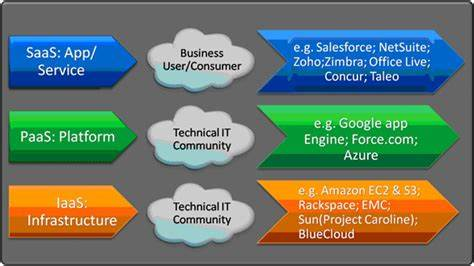 SaaS: App/
Service
Business
User/Consumer
e.g. Salesforce; NetSuite;
Zoho;Zimbra; Office Live;
Concur; Taleo
PaaS: Platform
Technical IT
Community
e.g. Google app
Engine; Force.com;
Azure
IaaS:
Infrastructure
Technical IT
Community
e.g. Amazon EC2 & S3;
Rackspace; EMC;
Sun(Project Caroline);
BlueCloud